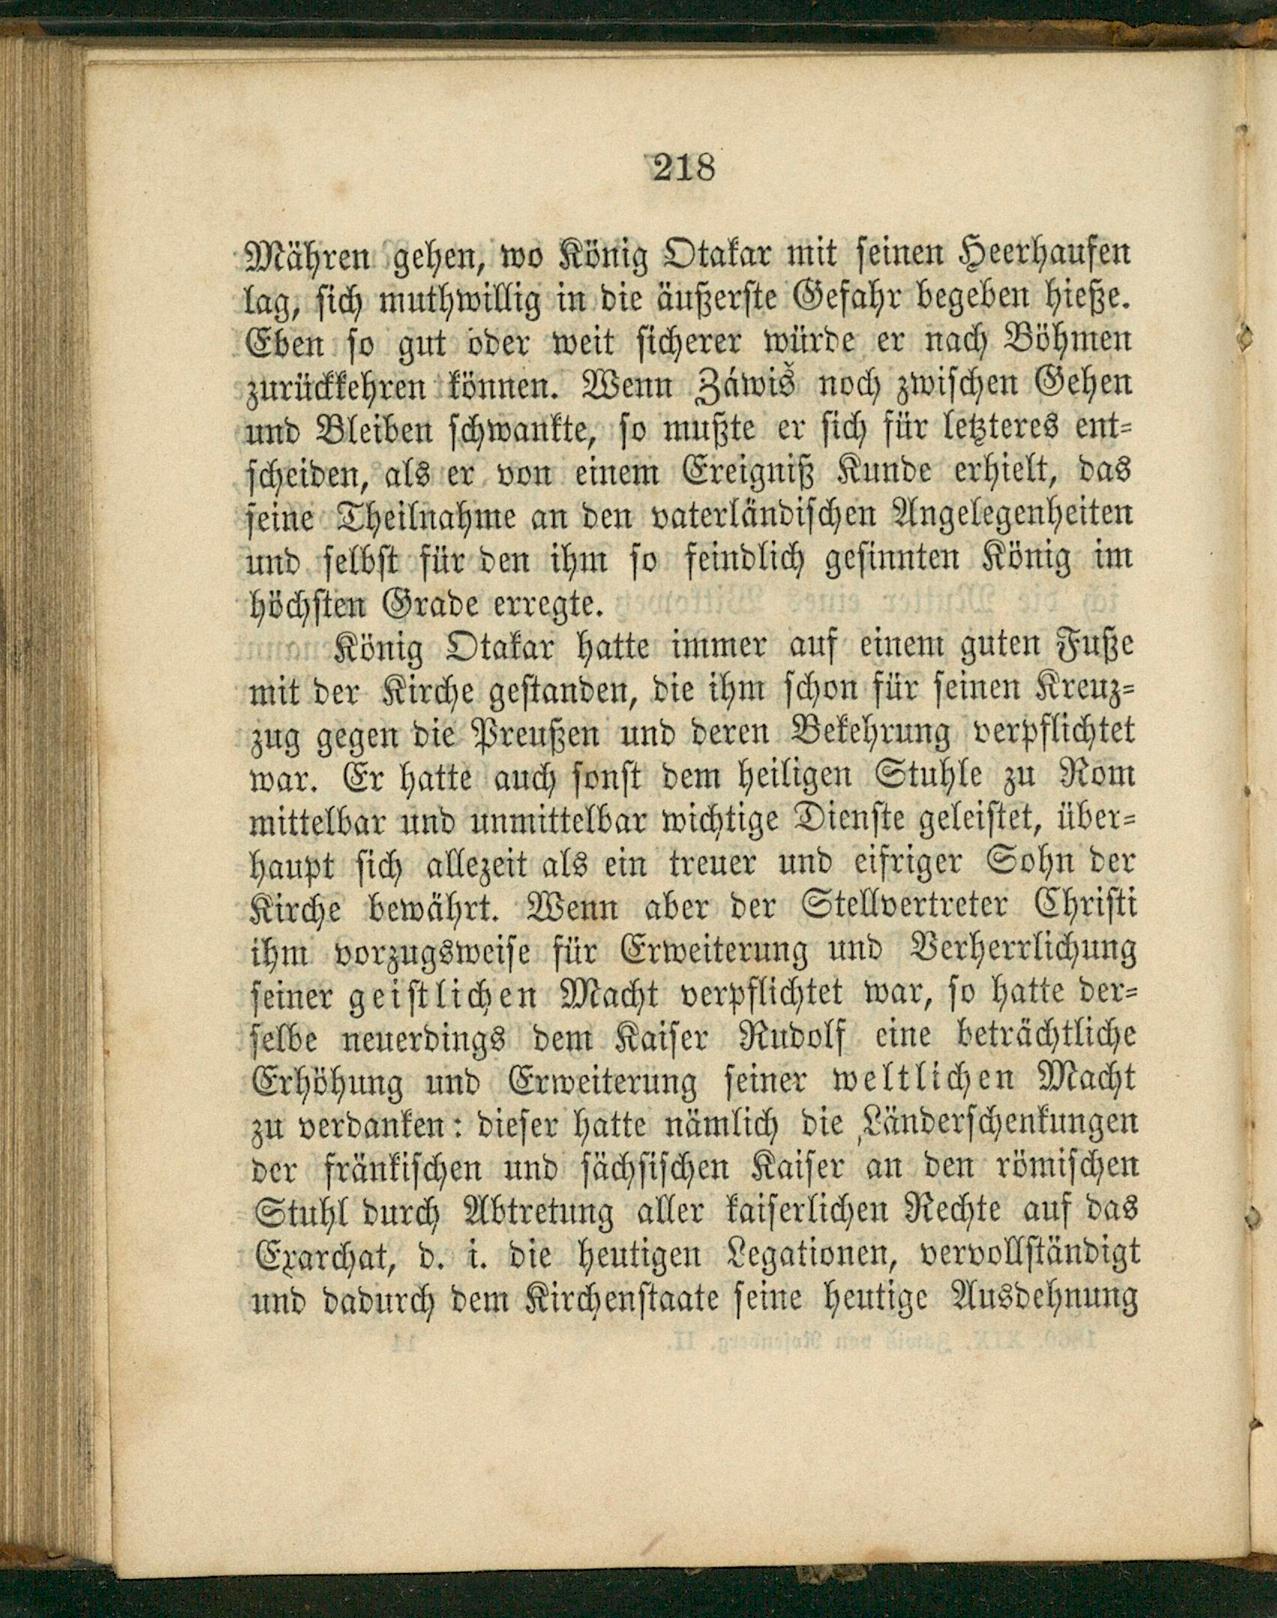 218
Mähren gehen, wo König Otakar mit seinen Heerhaufen
lag, sich muthwillig in die äußerste Gefahr begeben hieße.
Eben so gut oder weit sicherer würde er nach Böhmen
zurückkehren können. Wenn Záwiš noch zwischen Gehen
und Bleiben schwankte, so mußte er sich für letzteres ent-
scheiden, als er von einem Ereigniß Kunde erhielt, das
seine Theilnahme an den vaterländischen Angelegenheiten
und selbst für den ihm so feindlich gesinnten König im
höchsten Grade erregte.
König Otakar hatte immer auf einem guten Fuße
mit der Kirche gestanden, die ihm schon für seinen Kreuz-
zug gegen die Preußen und deren Bekehrung verpflichtet
war. Er hatte auch sonst dem heiligen Stuhle zu Rom
mittelbar und unmittelbar wichtige Dienste geleistet, über-
haupt sich allezeit als ein treuer und eifriger Sohn der
Kirche bewährt. Wenn aber der Stellvertreter Christi
ihm vorzugsweise für Erweiterung und Verherrlichung
seiner geistlichen Macht verpflichtet war, so hatte der-
selbe neuerdings dem Kaiser Rudolf eine beträchtliche
Erhöhung und Erweiterung seiner weltlichen Macht
zu verdanken: dieser hatte nämlich die Länderschenkungen
der fränkischen und sächsischen Kaiser an den römischen
Stuhl durch Abtretung aller kaiserlichen Rechte auf das
Exarchat, d. i. die heutigen Legationen, vervollständigt
und dadurch dem Kirchenstaate seine heutige Ausdehnung